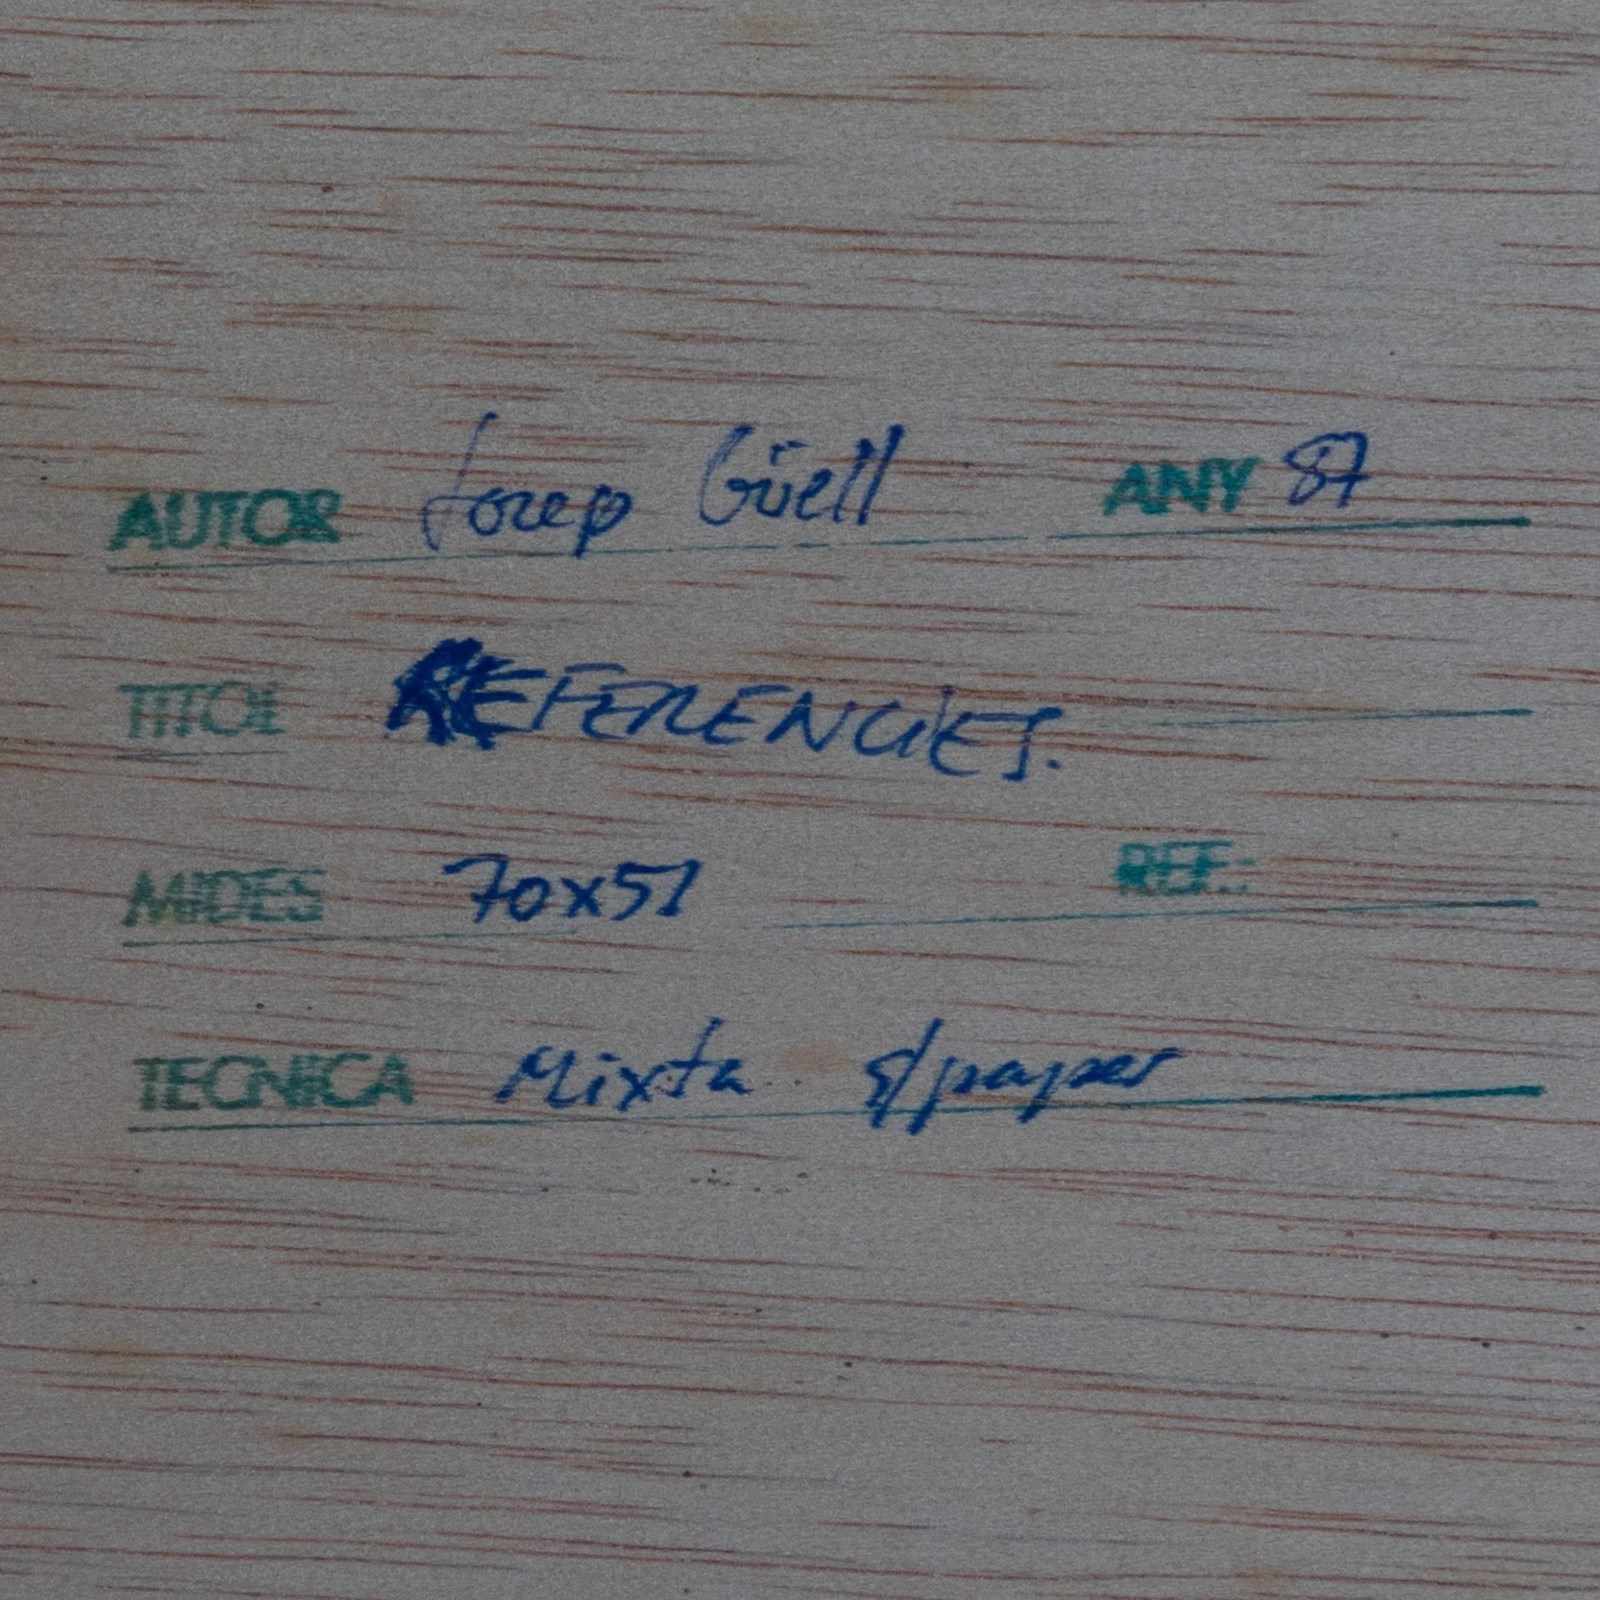 AUTOR Josep Güell ANY 87
TITOL REFERENCIES.
MIDES 70x51 REF.:
TECNICA Mixta s/paper